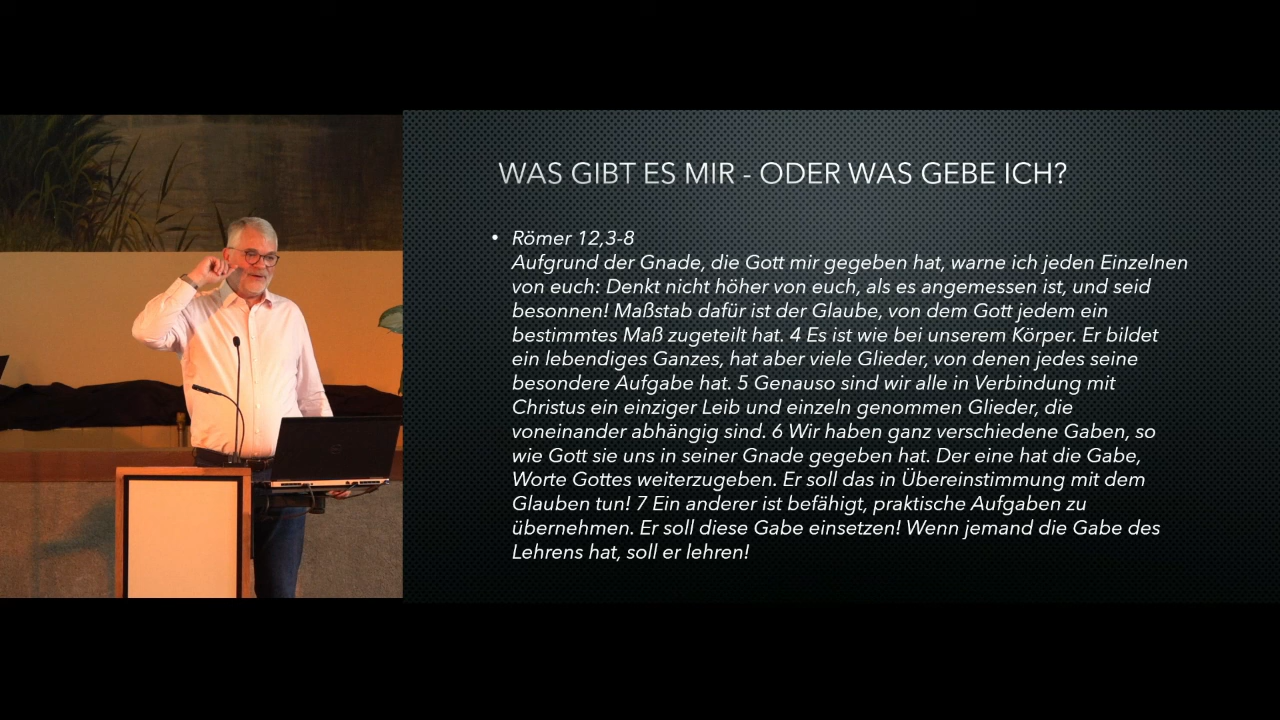 WAS GIBT ES MIR - ODER WAS GEBE ICH?
• Römer 12,3-8
Aufgrund der Gnade, die Gott mir gegeben hat, warne ich jeden Einzelnen
von euch: Denkt nicht höher von euch, als es angemessen ist, und seid
besonnen! Maßstab dafür ist der Glaube, von dem Gott jedem ein
bestimmtes Maß zugeteilt hat. 4 Es ist wie bei unserem Körper. Er bildet
ein lebendiges Ganzes, hat aber viele Glieder, von denen jedes seine
besondere Aufgabe hat. 5 Genauso sind wir alle in Verbindung mit
Christus ein einziger Leib und einzeln genommen Glieder, die
voneinander abhängig sind. 6 Wir haben ganz verschiedene Gaben, so
wie Gott sie uns in seiner Gnade gegeben hat. Der eine hat die Gabe,
Worte Gottes weiterzugeben. Er soll das in Übereinstimmung mit dem
Glauben tun! 7 Ein anderer ist befähigt, praktische Aufgaben zu
übernehmen. Er soll diese Gabe einsetzen! Wenn jemand die Gabe des
Lehrens hat, soll er lehren!